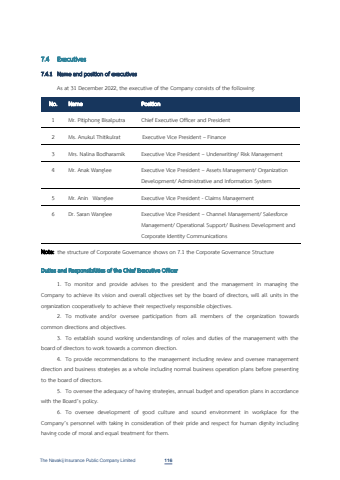 7.4 Executives
7.4.1 Name and position of executives
As at 31 December 2022, the executive of the Company consists of the following
No. Name Position
1 Mr. Pitiphong Bisalputra Chief Executive Officer and President
2 Ms. Anukul Thitikulrat Executive Vice President – Finance
3 Mrs. Nalina Bodharamik Executive Vice President – Underwriting/ Risk Management
4 Mr. Anak Wanglee Executive Vice President – Assets Management/ Organization
Development/ Administrative and Information System
5 Mr. Anin Wanglee Executive Vice President - Claims Management
6 Dr. Saran Wanglee Executive Vice President – Channel Management/ Salesforce
Management/ Operational Support/ Business Development and
Corporate Identity Communications
Note: the structure of Corporate Governance shown on 7.1 the Corporate Governance Structure
Duties and Responsibilities of the Chief Executive Officer
1. To monitor and provide advises to the president and the management in managing the
Company to achieve its vision and overall objectives set by the board of directors, will all units in the
organization cooperatively to achieve their respectively responsible objectives.
2. To motivate and/or oversee participation from all members of the organization towards
common directions and objectives.
3. To establish sound working understandings of roles and duties of the management with the
board of directors to work towards a common direction.
4. To provide recommendations to the management including review and oversee management
direction and business strategies as a whole including normal business operation plans before presenting
to the board of directors.
5. To oversee the adequacy of having strategies, annual budget and operation plans in accordance
with the Board's policy.
6. To oversee development of good culture and sound environment in workplace for the
Company's personnel with taking in consideration of their pride and respect for human dignity including
having code of moral and equal treatment for them.
The Navakij Insurance Public Company Limited 116